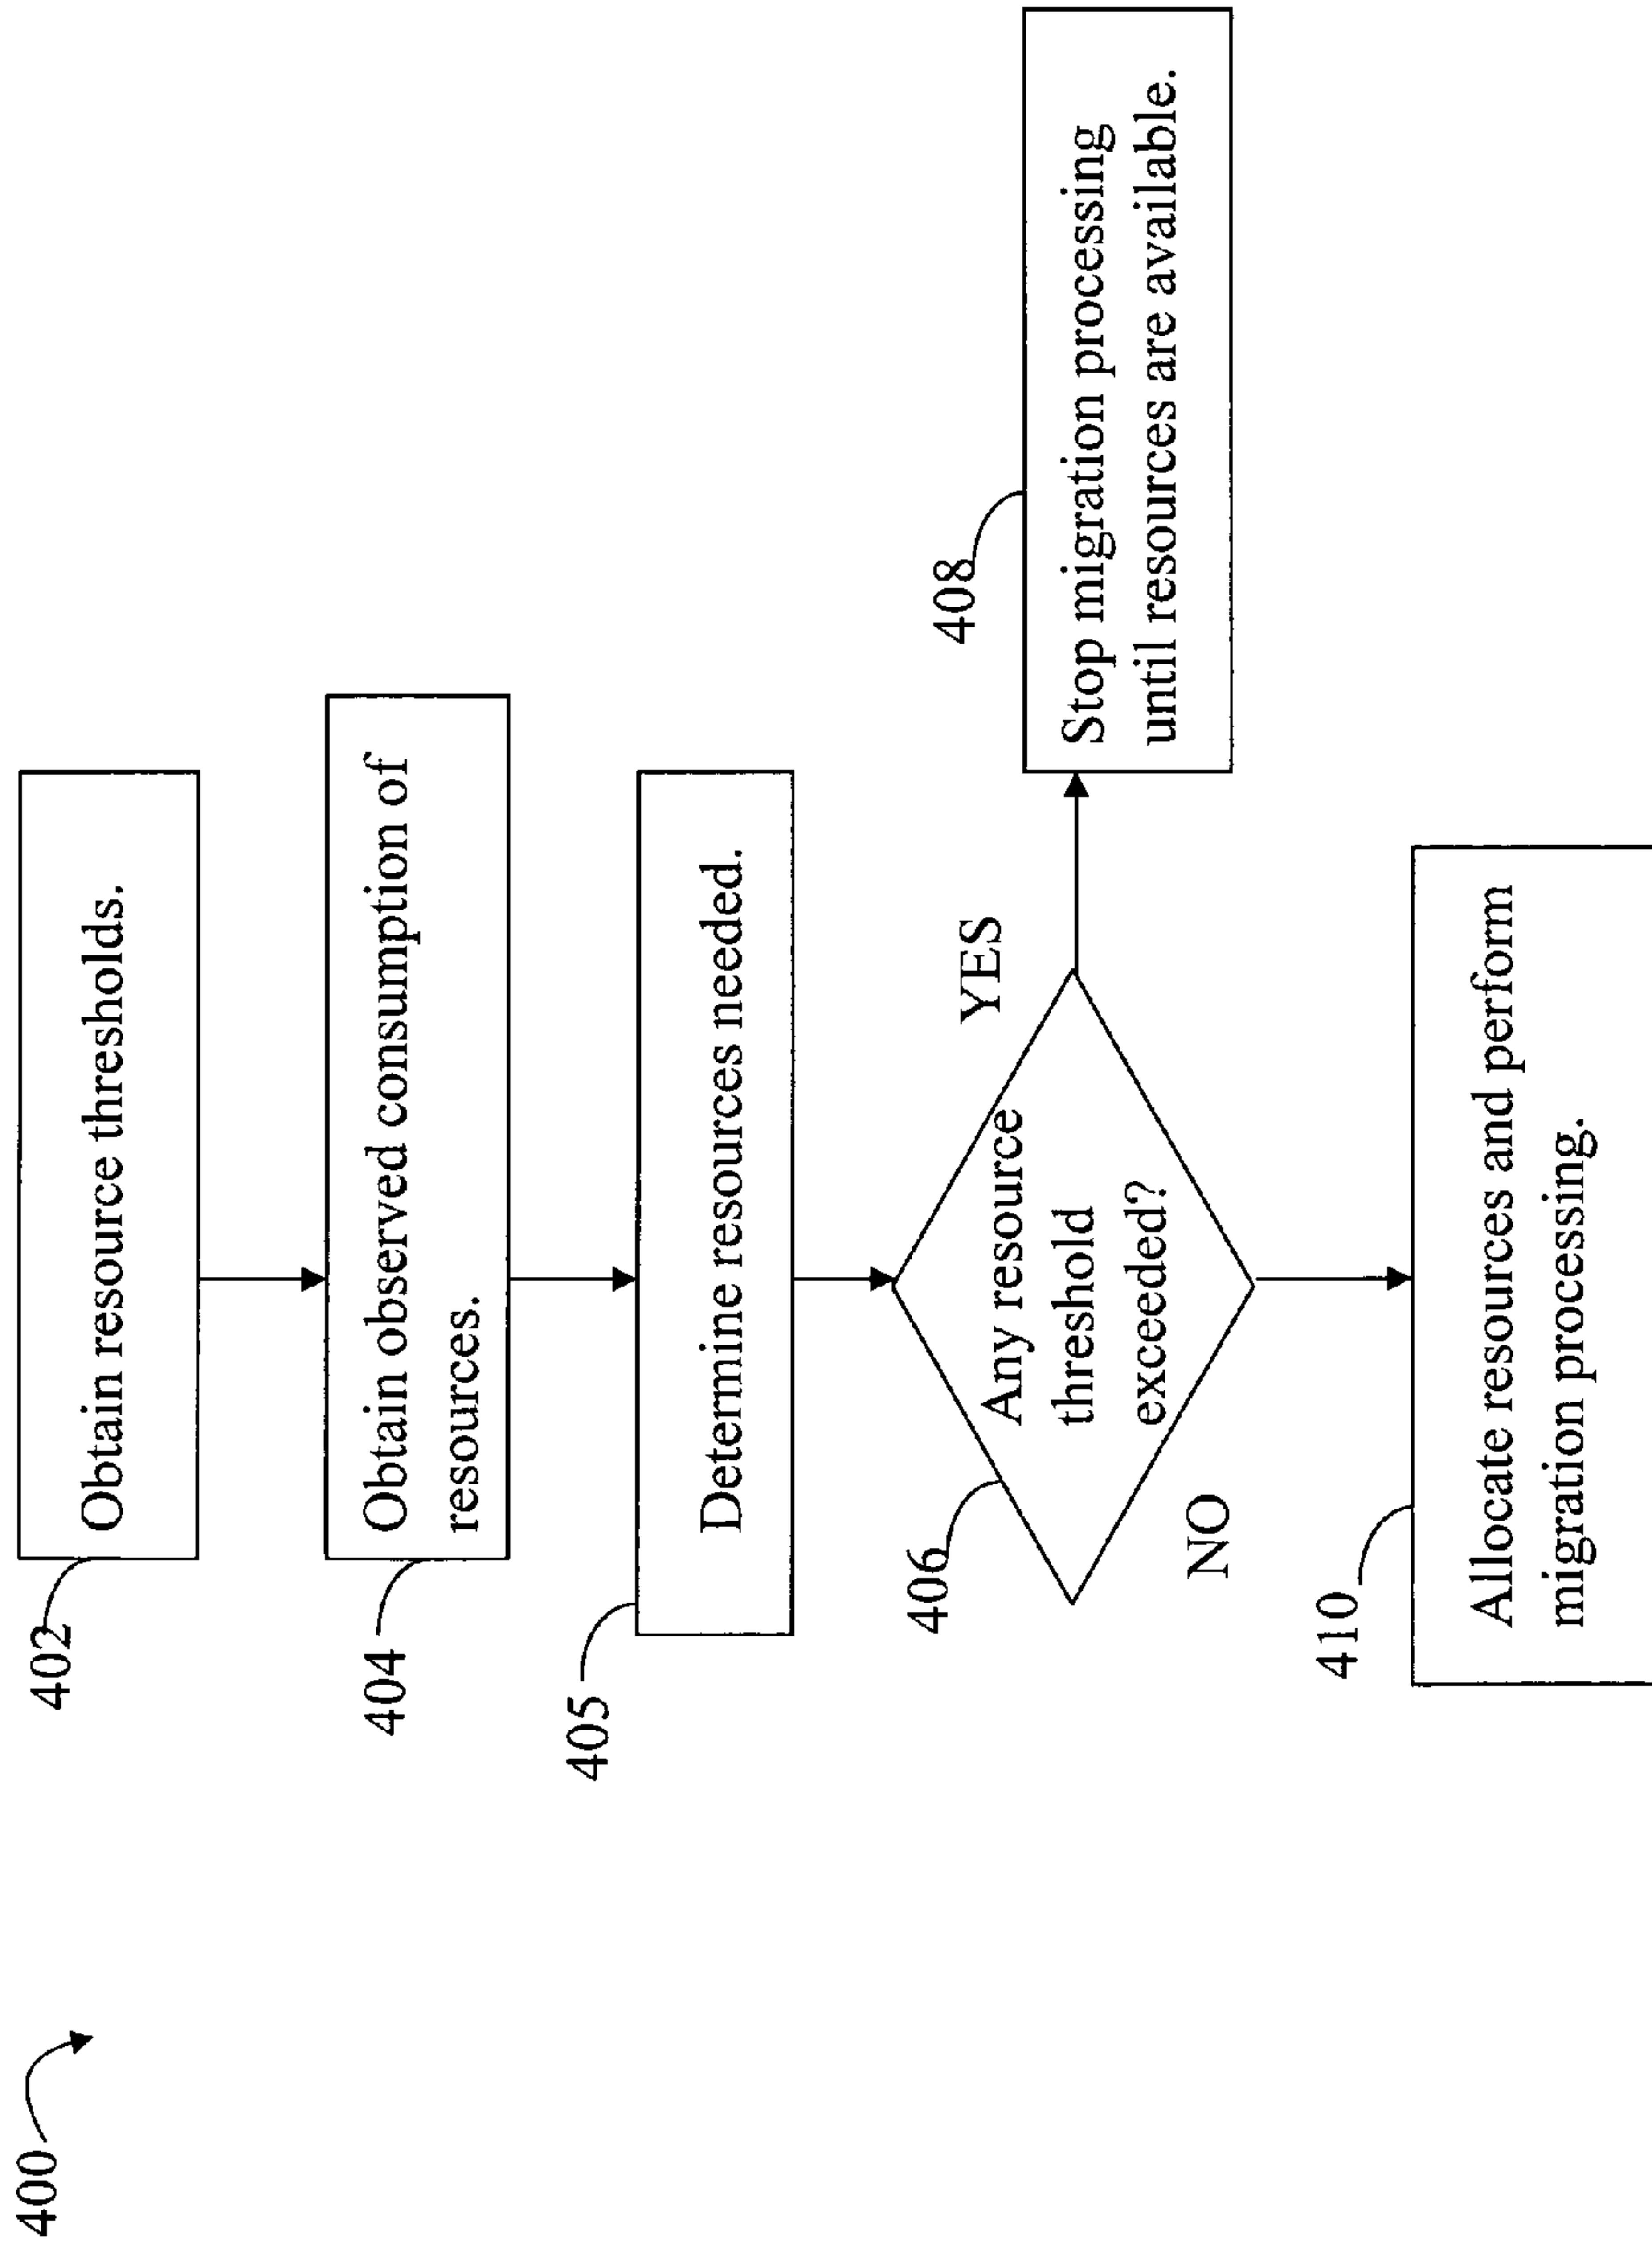 400
402
Obtain resource thresholds.
404
Obtain observed consumption of
resources.
405
Determine resources needed.
406
Any resource
threshold
exceeded?
YES
408
Stop migration processing
until resources are available.
NO
410
Allocate resources and perform
migration processing.